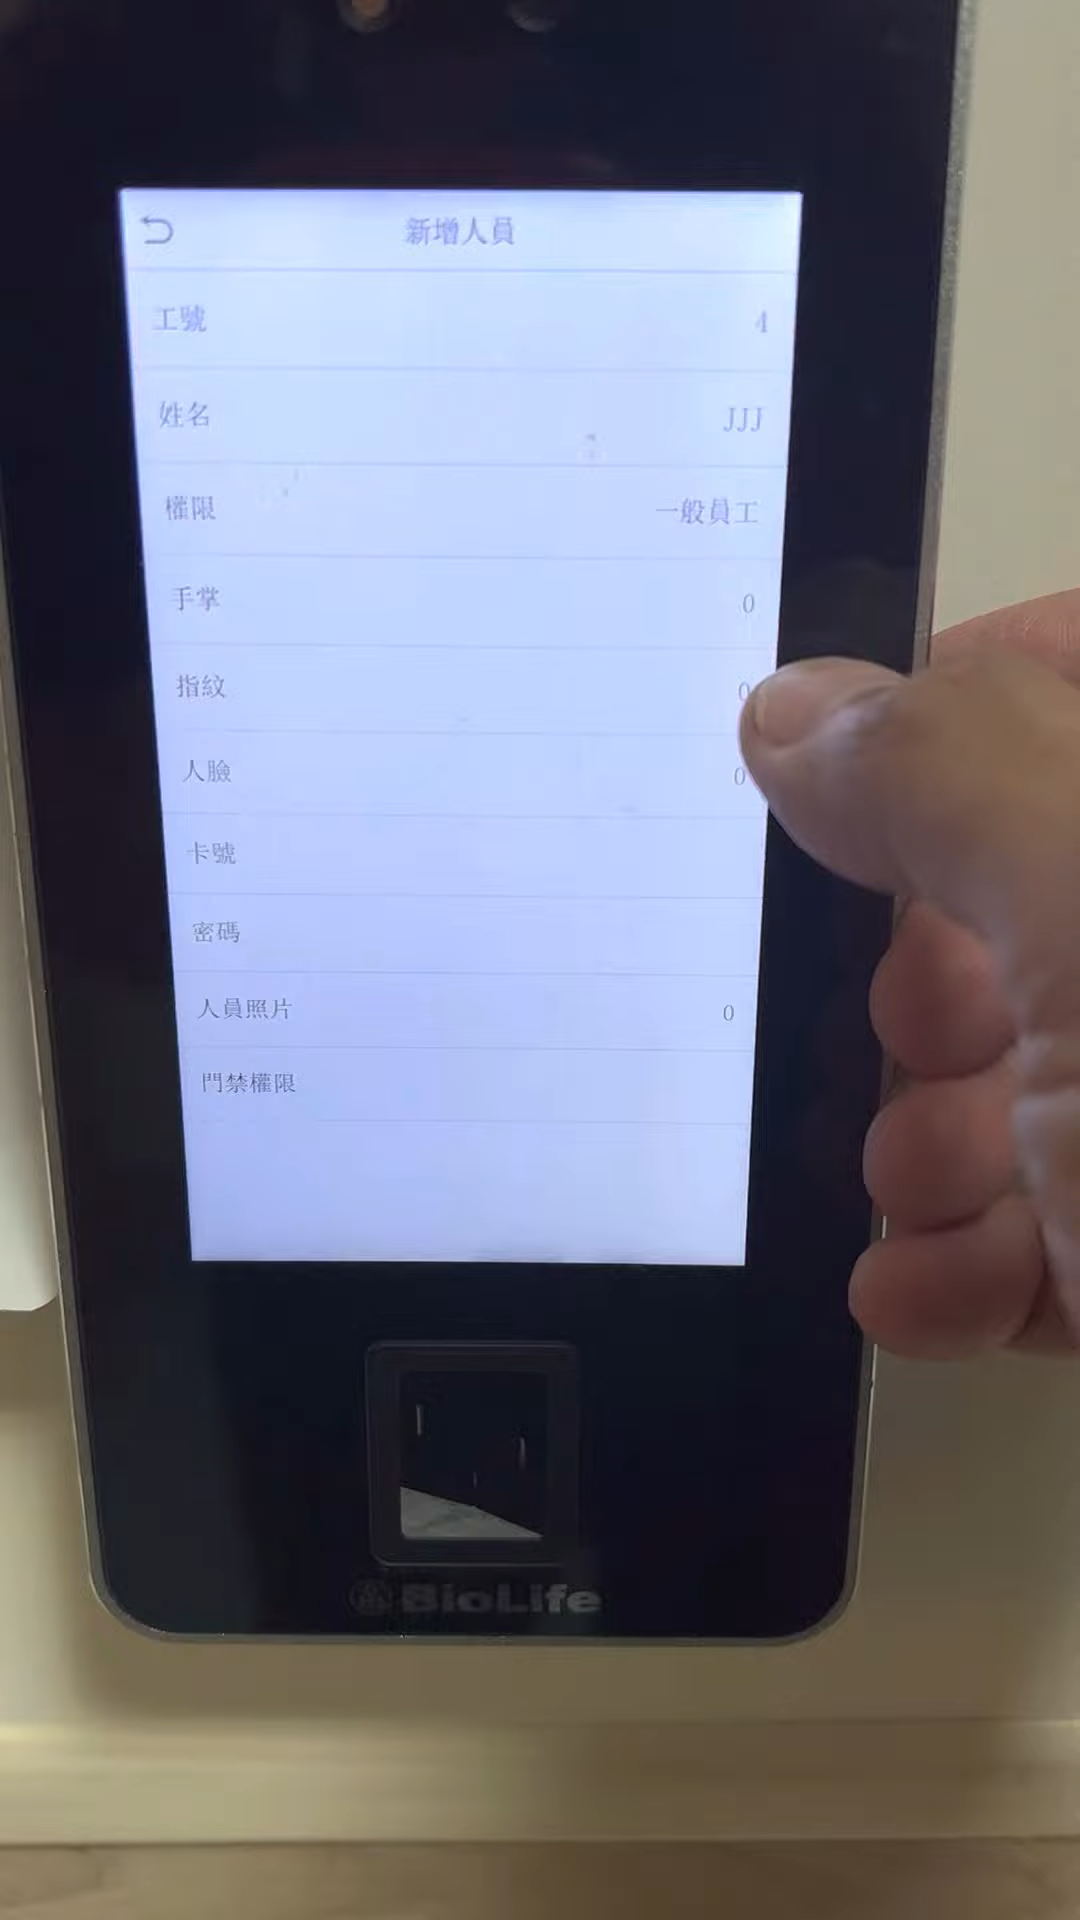 新增人員
工號 4
姓名 JJJ
權限 一般員工
手掌 0
指紋 0
人臉 0
卡號
密碼
人員照片 0
門禁權限
BioLife